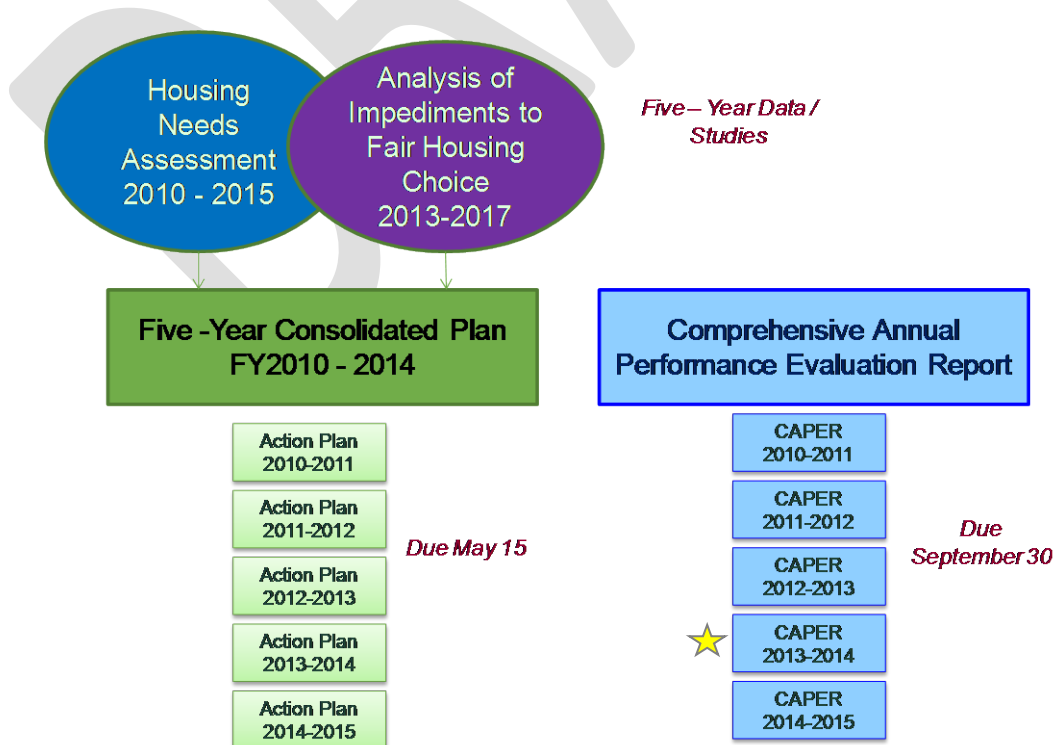 Housing
Needs
Assessment
2010 - 2015
Analysis of
Impediments to
Fair Housing
Choice
2013-2017
Five – Year Data /
Studies
Five -Year Consolidated Plan
FY2010 - 2014
Comprehensive Annual
Performance Evaluation Report
Action Plan
2010-2011
Action Plan
2011-2012
Action Plan
2012-2013
Action Plan
2013-2014
Action Plan
2014-2015
Due May 15
CAPER
2010-2011
CAPER
2011-2012
CAPER
2012-2013
CAPER
2013-2014
CAPER
2014-2015
Due
September 30